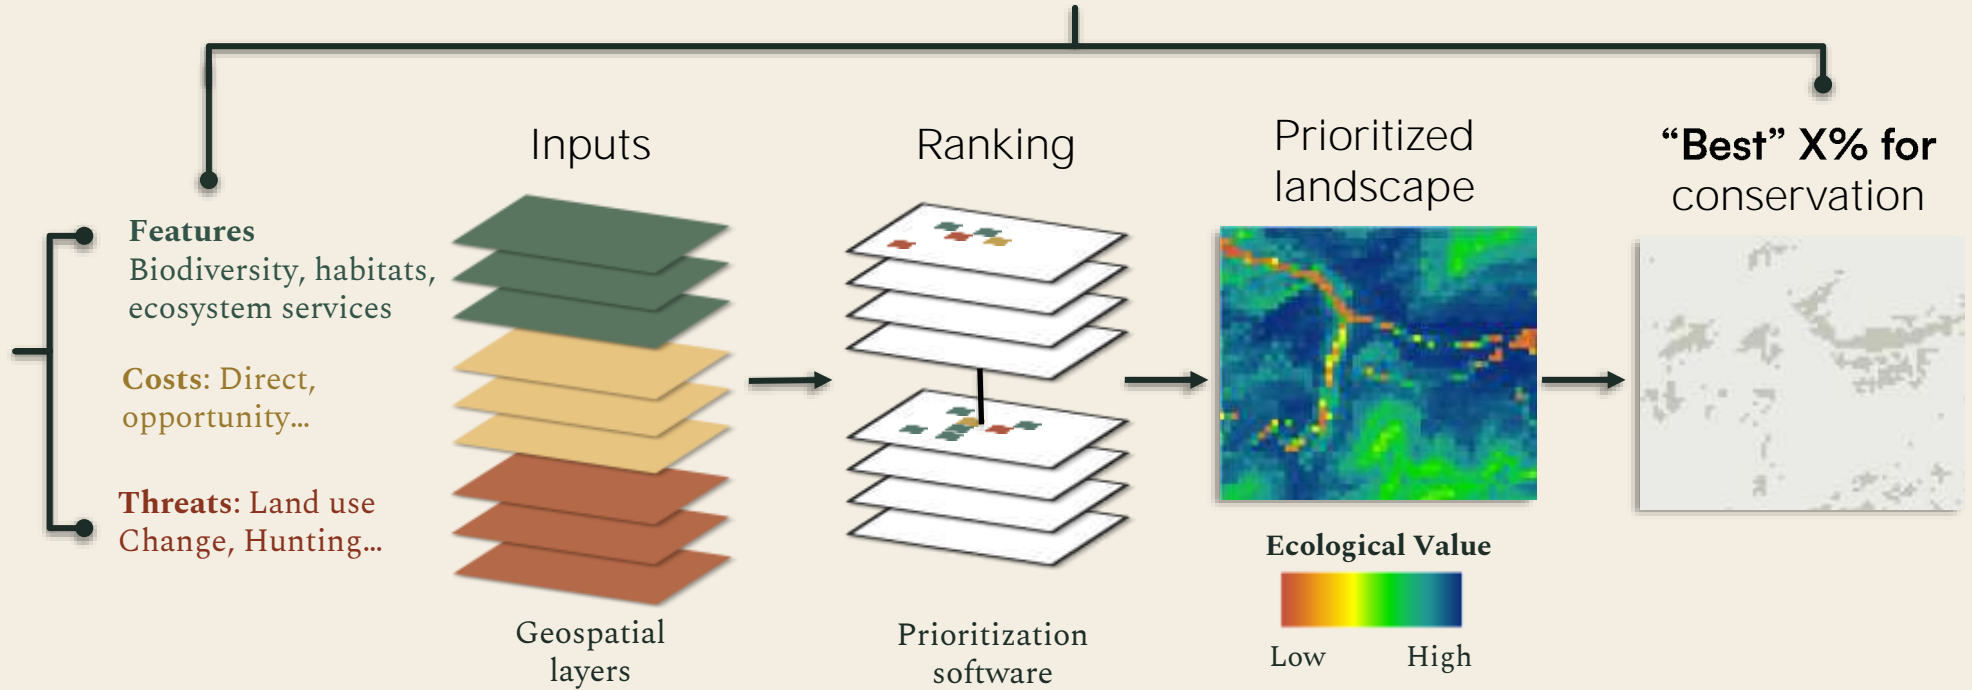 Features
Biodiversity, habitats,
ecosystem services
Costs: Direct,
opportunity...
Threats: Land use
Change, Hunting...
Inputs
Geospatial
layers
Ranking
Prioritization
software
Prioritized
landscape
Ecological Value
Low High
“Best” X% for
conservation